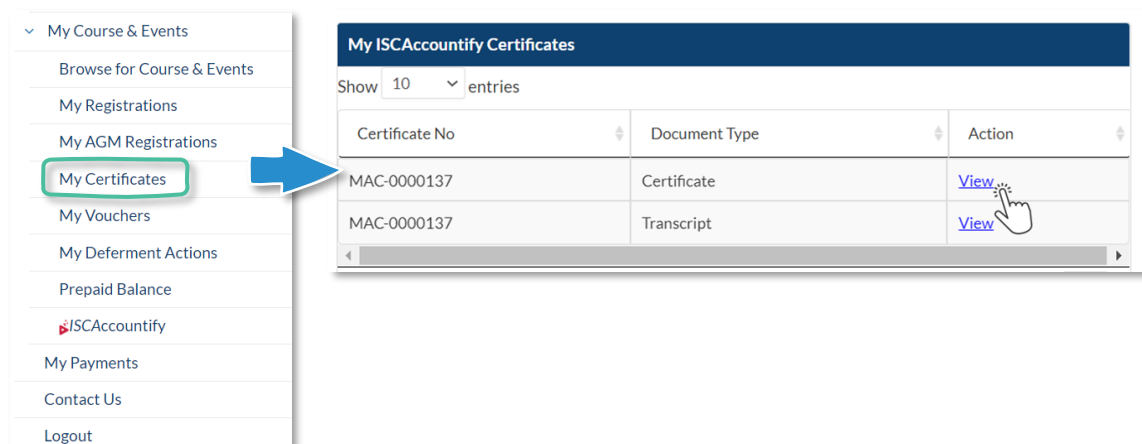 My Course & Events
Browse for Course & Events
My Registrations
My AGM Registrations
My Certificates
My Vouchers
My Deferment Actions
Prepaid Balance
ISCAccountify
My Payments
Contact Us
Logout
My ISCAccountify Certificates
Show 10 entries
Certificate No Document Type Action
MAC-0000137 Certificate View
MAC-0000137 Transcript View